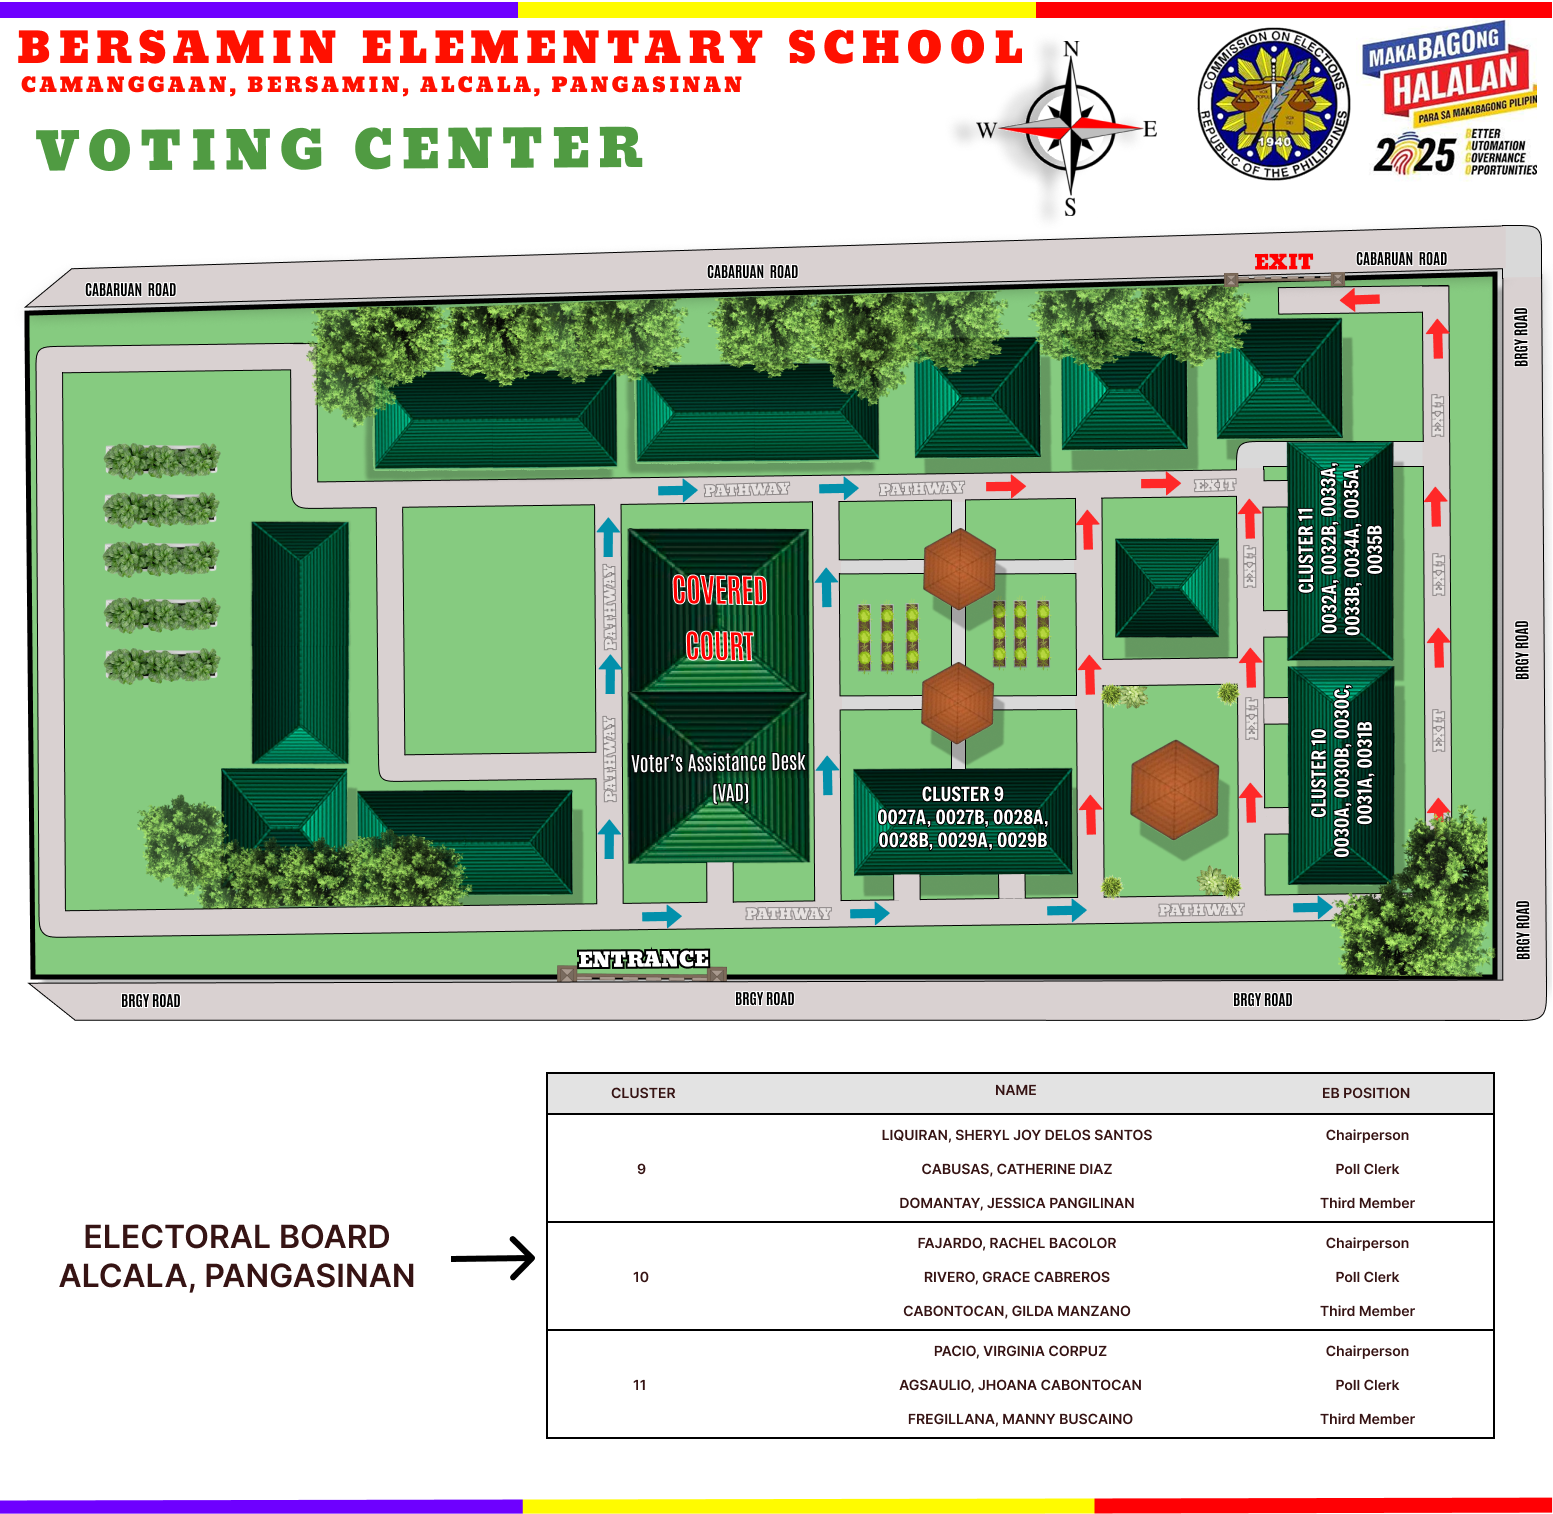 BERSAMIN ELEMENTARY SCHOOL
CAMANGGAAN, BERSAMIN, ALCALA, PANGASINAN
VOTING CENTER
N
W
E
S
COMMISSION ON ELECTIONS
REPUBLIC OF THE PHILIPPINES
1940
MAKABAGONG
HALALAN
PARA SA MAKABAGONG PILIPIN
2025
BETTER
AUTOMATION
GOVERNANCE
OPPORTUNITIES
CABARUAN ROAD
CABARUAN ROAD
EXIT
CABARUAN ROAD
BRGY ROAD
EXIT
PATHWAY
PATHWAY
EXIT
COVERED
COURT
PATHWAY
EXIT
CLUSTER 11
0032A, 0032B, 0033A,
0033B, 0034A, 0035A,
0035B
EXIT
BRGY ROAD
PATHWAY
Voter's Assistance Desk
(VAD)
CLUSTER 9
0027A, 0027B, 0028A,
0028B, 0029A, 0029B
EXIT
CLUSTER 10
0030A, 0030B, 0030C,
0031A, 0031B
EXIT
PATHWAY
PATHWAY
BRGY ROAD
ENTRANCE
BRGY ROAD
BRGY ROAD
BRGY ROAD
CLUSTER NAME EB POSITION
LIQUIRAN, SHERYL JOY DELOS SANTOS Chairperson
9 CABUSAS, CATHERINE DIAZ Poll Clerk
DOMANTAY, JESSICA PANGILINAN Third Member
FAJARDO, RACHEL BACOLOR Chairperson
10 RIVERO, GRACE CABREROS Poll Clerk
CABONTOCAN, GILDA MANZANO Third Member
PACIO, VIRGINIA CORPUZ Chairperson
11 AGSAULIO, JHOANA CABONTOCAN Poll Clerk
FREGILLANA, MANNY BUSCAINO Third Member
ELECTORAL BOARD
ALCALA, PANGASINAN